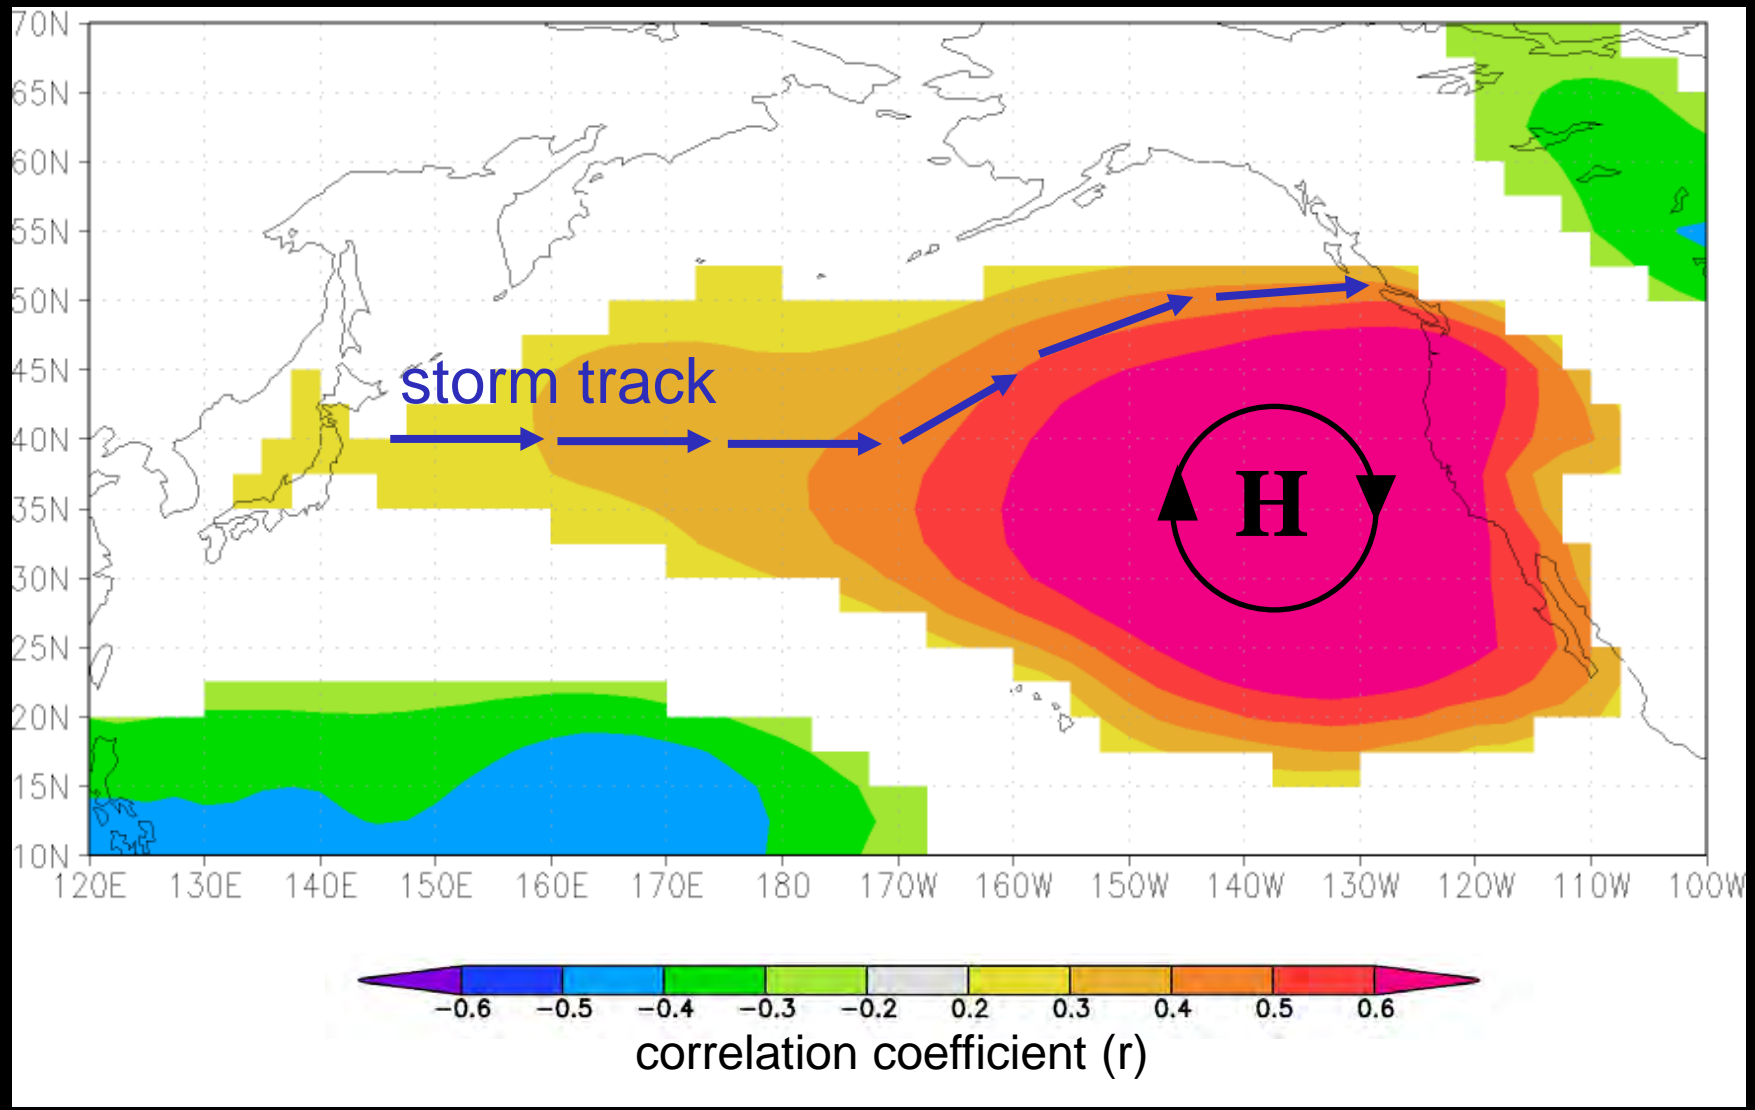 70N
65N
60N
55N
50N
45N
storm track
40N
H
35N
30N
25N
20N
15N
10N
120E 130E 140E 150E 160E 170E 180 170W 160W 150W 140W 130W 120W 110W 100W
−0.6 −0.5 −0.4 −0.3 −0.2 0.2 0.3 0.4 0.5 0.6
correlation coefficient (r)